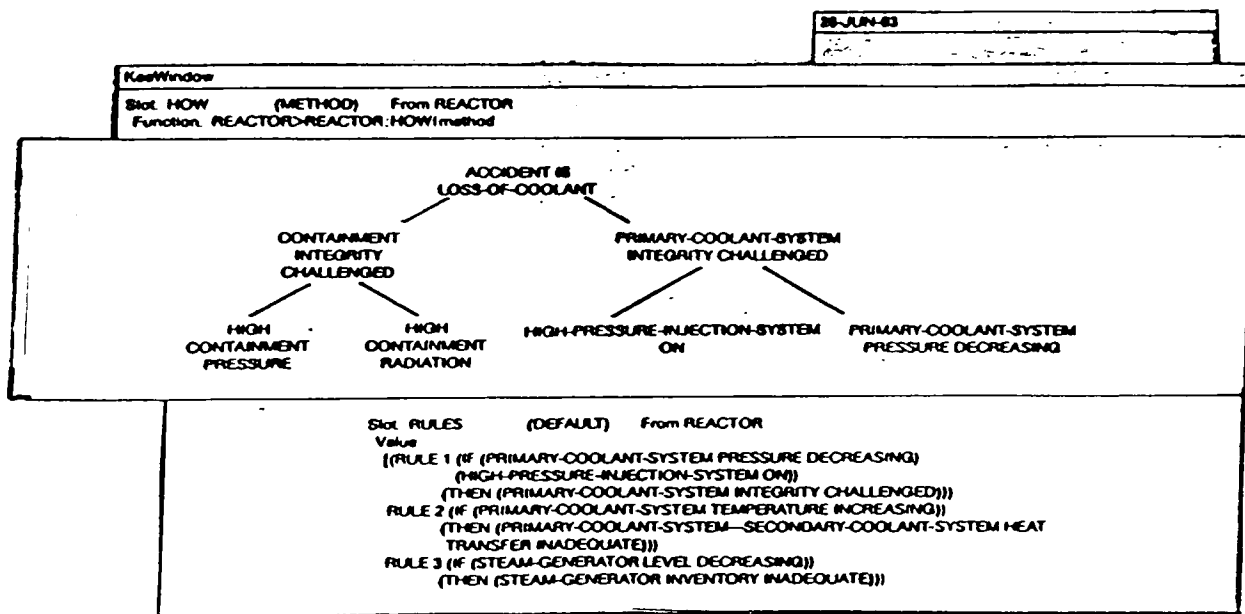 28-JUN-83
KeeWindow
Slot. HOW (METHOD) From REACTOR
Function. REACTOR>REACTOR:HOW!method
ACCIDENT IS
LOSS-OF-COOLANT
CONTAINMENT
INTEGRITY
CHALLENGED
PRIMARY-COOLANT-SYSTEM
INTEGRITY CHALLENGED
HIGH
CONTAINMENT
PRESSURE
HIGH
CONTAINMENT
RADIATION
HIGH-PRESSURE-INJECTION-SYSTEM
ON
PRIMARY-COOLANT-SYSTEM
PRESSURE DECREASING
Slot. RULES (DEFAULT) From REACTOR
Value
[(RULE 1 (IF (PRIMARY-COOLANT-SYSTEM PRESSURE DECREASING)
(HIGH-PRESSURE-INJECTION-SYSTEM ON))
(THEN (PRIMARY-COOLANT-SYSTEM INTEGRITY CHALLENGED)))
RULE 2 (IF (PRIMARY-COOLANT-SYSTEM TEMPERATURE INCREASING))
(THEN (PRIMARY-COOLANT-SYSTEM—SECONDARY-COOLANT-SYSTEM HEAT
TRANSFER INADEQUATE)))
RULE 3 (IF (STEAM-GENERATOR LEVEL DECREASING))
(THEN (STEAM-GENERATOR INVENTORY INADEQUATE)))